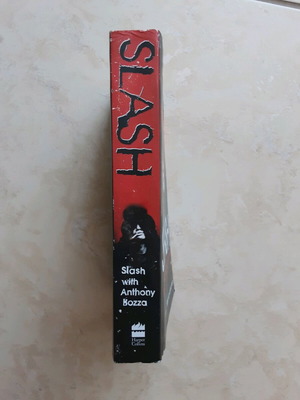 SLASH
Slash
with
Anthony
Bozza
Harper
Collins